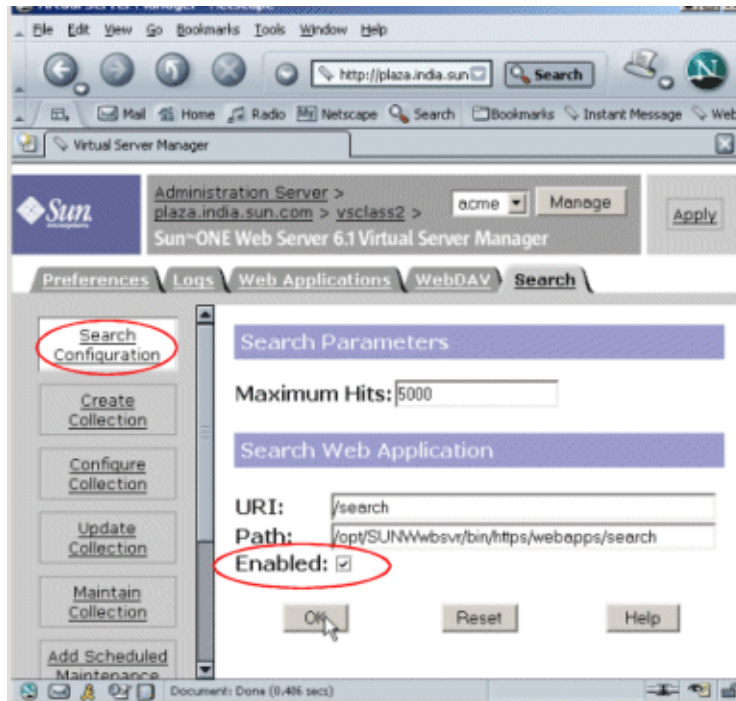 File Edit View Go Bookmarks Tools Window Help
http://plaza.india.sun
Search
N
Mail Home Radio Netscape Search Bookmarks Instant Message Web
Virtual Server Manager
Sun
microsystems
Administration Server >
plaza.india.sun.com > vsclass2 >
acme
Manage
Apply
Sun ONE Web Server 6.1 Virtual Server Manager
Preferences Logs Web Applications WebDAV Search
Search
Configuration
Create
Collection
Configure
Collection
Update
Collection
Maintain
Collection
Add Scheduled
Maintenance
Search Parameters
Maximum Hits: 5000
Search Web Application
URI: /search
Path: /opt/SUNWwbsvr/bin/https/webapps/search
Enabled:
OK Reset Help
Document: Done (0.406 secs)